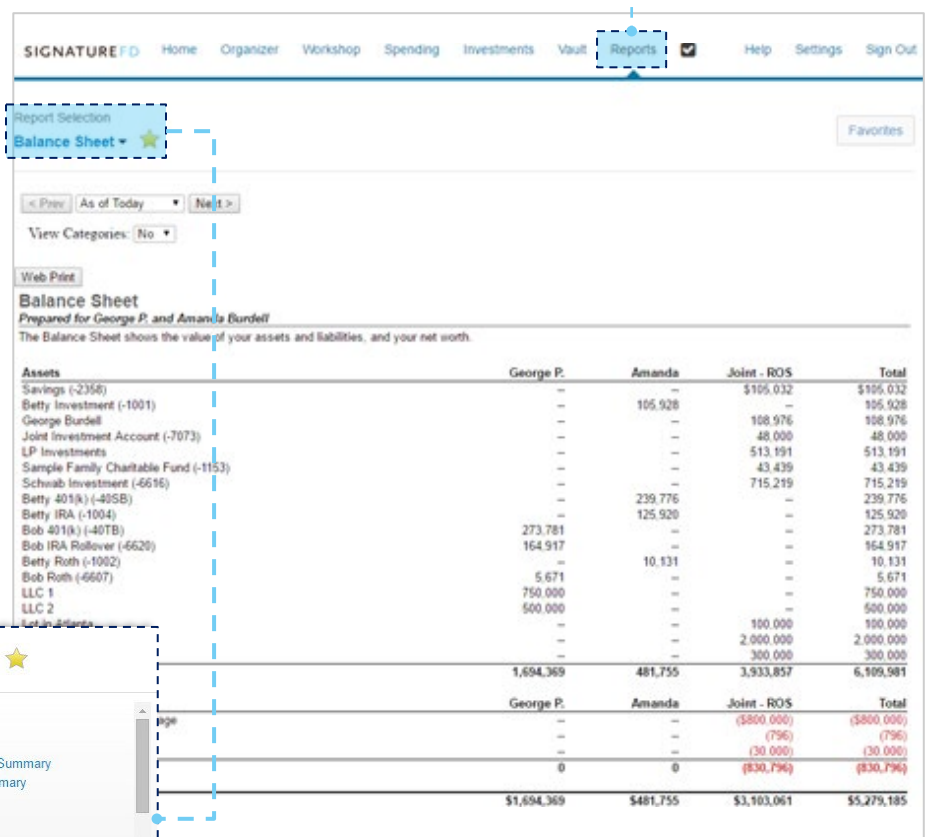 SIGNATUREFD Home Organizer Workshop Spending Investments Vault Reports Help Settings Sign Out
Report Selection
Balance Sheet
Favorites
< Prev As of Today Next >
View Categories: No
Web Print
Balance Sheet
Prepared for George P. and Amanda Burdell
The Balance Sheet shows the value of your assets and liabilities, and your net worth.
Assets George P. Amanda Joint - ROS Total
Savings (-2358) – – $105,032 $105,032
Betty Investment (-1001) – 105,928 – 105,928
George Burdell – – 108,976 108,976
Joint Investment Account (-7073) – – 48,000 48,000
LP Investments – – 513,191 513,191
Sample Family Charitable Fund (-1153) – – 43,439 43,439
Schwab Investment (-6616) – – 715,219 715,219
Betty 401(k) (-40SB) – 239,776 – 239,776
Betty IRA (-1004) – 125,920 – 125,920
Bob 401(k) (-40TB) 273,781 – – 273,781
Bob IRA Rollover (-6620) 164,917 – – 164,917
Betty Roth (-1002) – 10,131 – 10,131
Bob Roth (-6607) 5,671 – – 5,671
LLC 1 750,000 – – 750,000
LLC 2 500,000 – – 500,000
Lot in Atlanta – – 100,000 100,000
– – 2,000,000 2,000,000
– – 300,000 300,000
1,694,369 481,755 3,933,857 6,109,981
George P. Amanda Joint - ROS Total
age – – ($800,000) ($800,000)
– – (796) (796)
– – (30,000) (30,000)
0 0 (830,796) (830,796)
$1,694,369 $481,755 $3,103,061 $5,279,185
Summary
mary